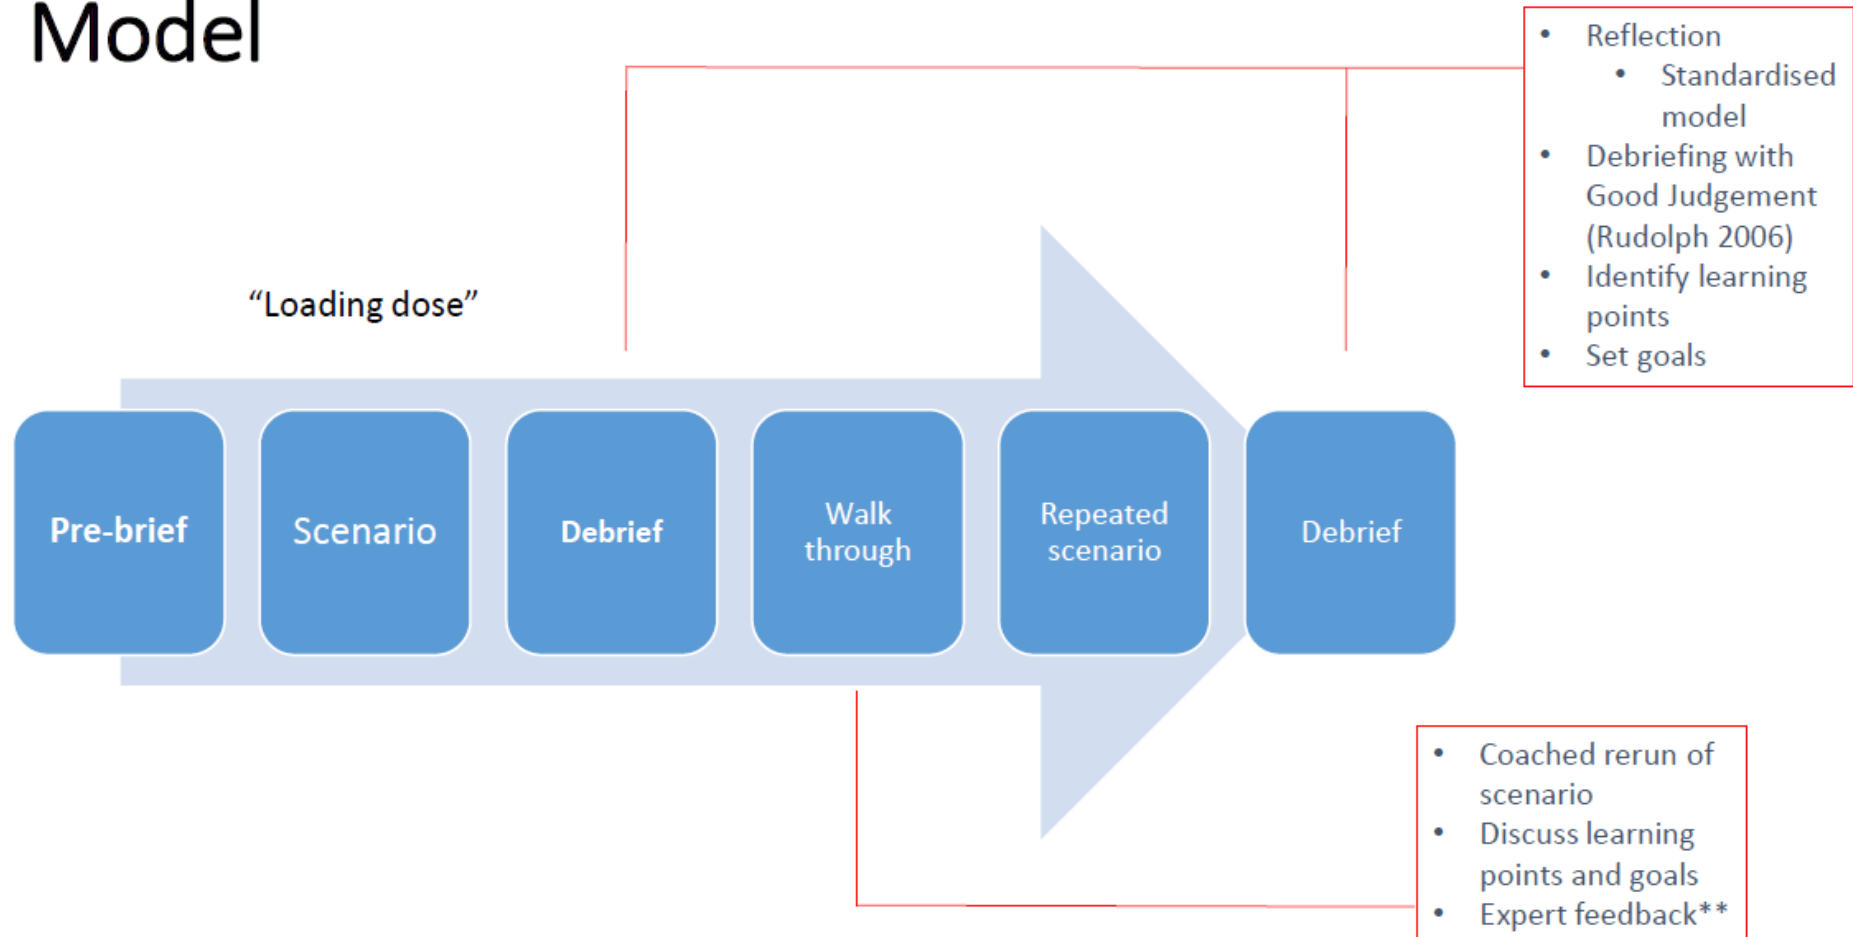 Model
• Reflection
• Standardised
model
• Debriefing with
Good Judgement
(Rudolph 2006)
• Identify learning
points
• Set goals
“Loading dose”
Pre-brief
Scenario
Debrief
Walk
through
Repeated
scenario
Debrief
• Coached rerun of
scenario
• Discuss learning
points and goals
• Expert feedback**